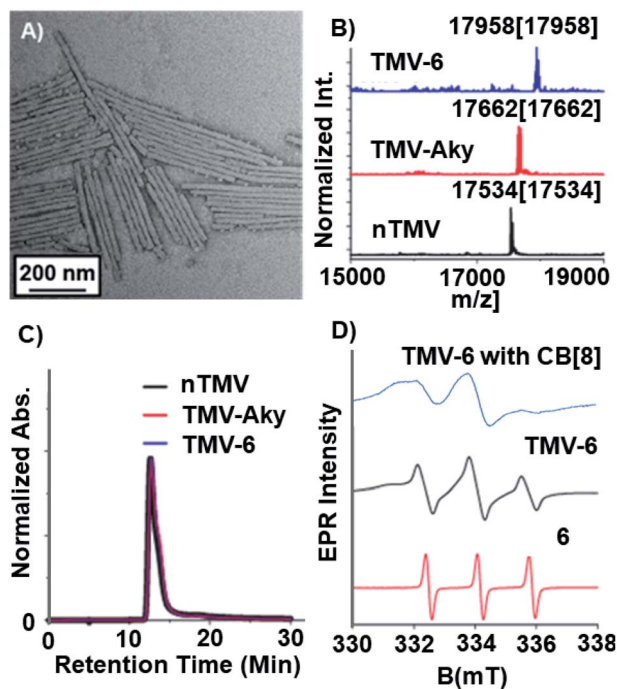 A)
200 nm
B)
17958[17958]
TMV-6
17662[17662]
TMV-Aky
17534[17534]
nTMV
Normalized Int.
15000 17000 19000
m/z]
C)
nTMV
TMV-Aky
TMV-6
Normalized Abs.
0
0 10 20 30
Retention Time (Min)
D)
TMV-6 with CB[8]
TMV-6
6
EPR Intensity
330 332 334 336 338
B(mT)